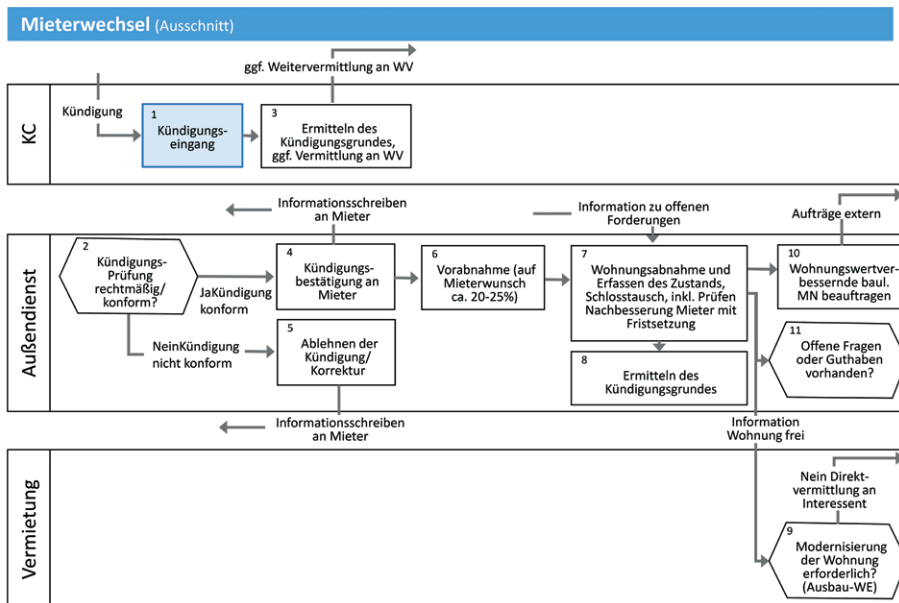 Mieterwechsel (Ausschnitt)
ggf. Weitervermittlung an WV
KC
Kündigung
1
Kündigungs-
eingang
3
Ermitteln des
Kündigungsgrundes,
ggf. Vermittlung an WV
Informationsschreiben
an Mieter
Information zu offenen
Forderungen
Aufträge extern
Außendienst
2
Kündigungs-
Prüfung
rechtmäßig/
konform?
JaKündigung
konform
NeinKündigung
nicht konform
4
Kündigungs-
bestätigung an
Mieter
5
Ablehnen der
Kündigung/
Korrektur
6
Vorabnahme (auf
Mieterwunsch
ca. 20-25%)
7
Wohnungsabnahme und
Erfassen des Zustands,
Schlosstausch, inkl. Prüfen
Nachbesserung Mieter mit
Fristsetzung
8
Ermitteln des
Kündigungsgrundes
10
Wohnungswertver-
bessernde baul.
MN beauftragen
11
Offene Fragen
oder Guthaben
vorhanden?
Informationsschreiben
an Mieter
Information
Wohnung frei
Vermietung
Nein Direkt-
vermittlung an
Interessent
9
Modernisierung
der Wohnung
erforderlich?
(Ausbau-WE)